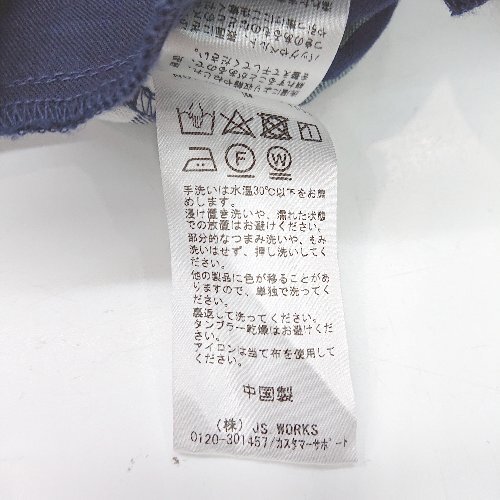 手洗いは水温30℃以下をお勧
めします。
浸け置き洗いや、濡れた状態
での放置はお避けください。
部分的なつまみ洗いや、もみ
洗いはせず、押し洗いしてく
ださい。
他の製品に色が移ることがあ
りますので、単独で洗ってく
ださい。
裏返して洗ってください。
タンブラー乾燥はお避けくだ
さい。
アイロンは当て布を使用して
ください。
中国製
(株) JS WORKS
0120-301457/カスタマーサポート
F
W